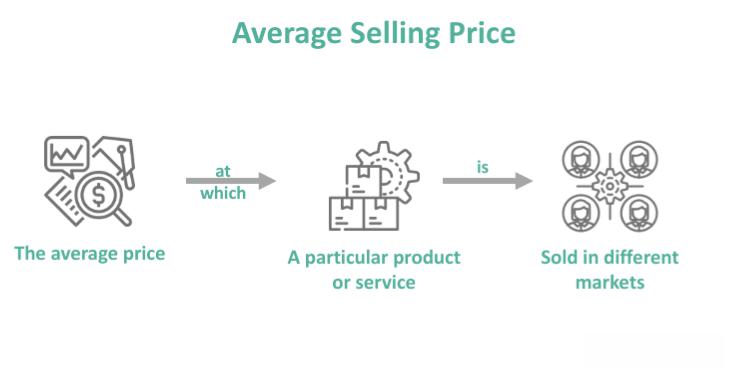 Average Selling Price
at
which
is
The average price
A particular product
or service
Sold in different
markets
$